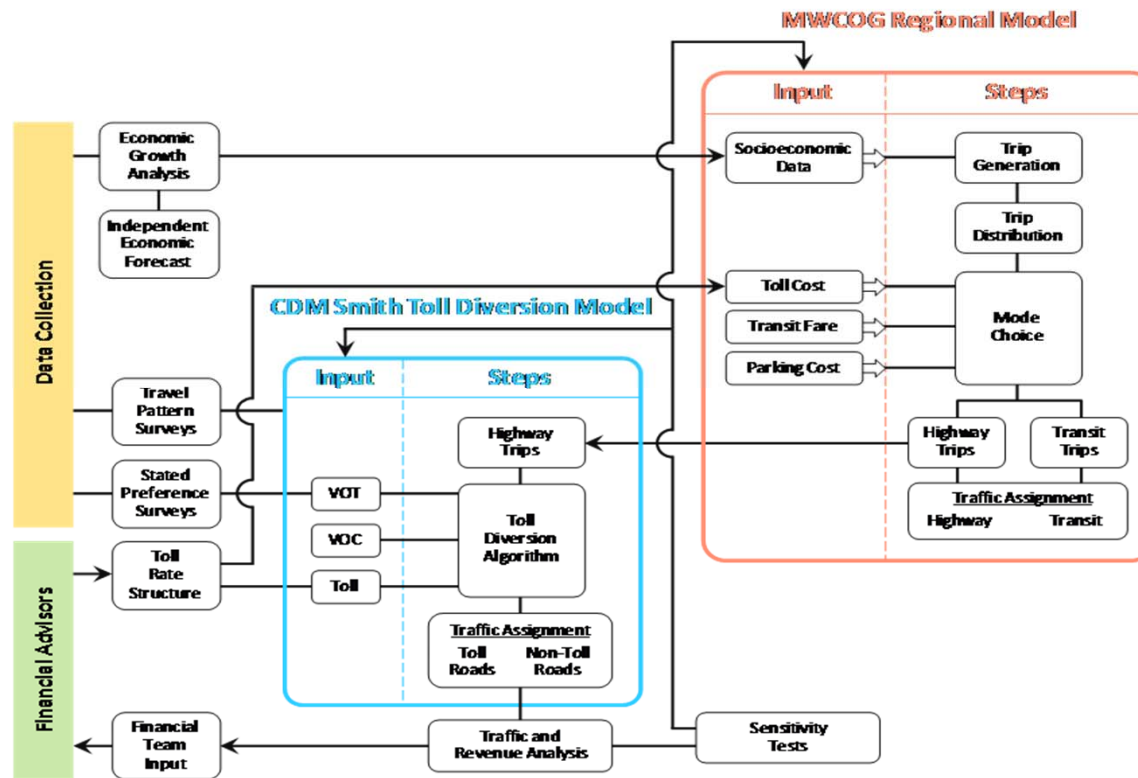 MWCOG Regional Model
Input
Steps
Data Collection
Economic
Growth
Analysis
Socioeconomic
Data
Trip
Generation
Independent
Economic
Forecast
Trip
Distribution
CDM Smith Toll Diversion Model
Toll Cost
Transit Fare
Parking Cost
Mode
Choice
Input
Steps
Travel
Pattern
Surveys
Highway
Trips
Highway
Trips
Transit
Trips
Stated
Preference
Surveys
VOT
VOC
Toll
Toll
Diversion
Algorithm
Traffic Assignment
Highway
Transit
Financial Advisors
Toll
Rate
Structure
Traffic Assignment
Toll
Roads
Non-Toll
Roads
Financial
Team
Input
Traffic and
Revenue Analysis
Sensitivity
Tests